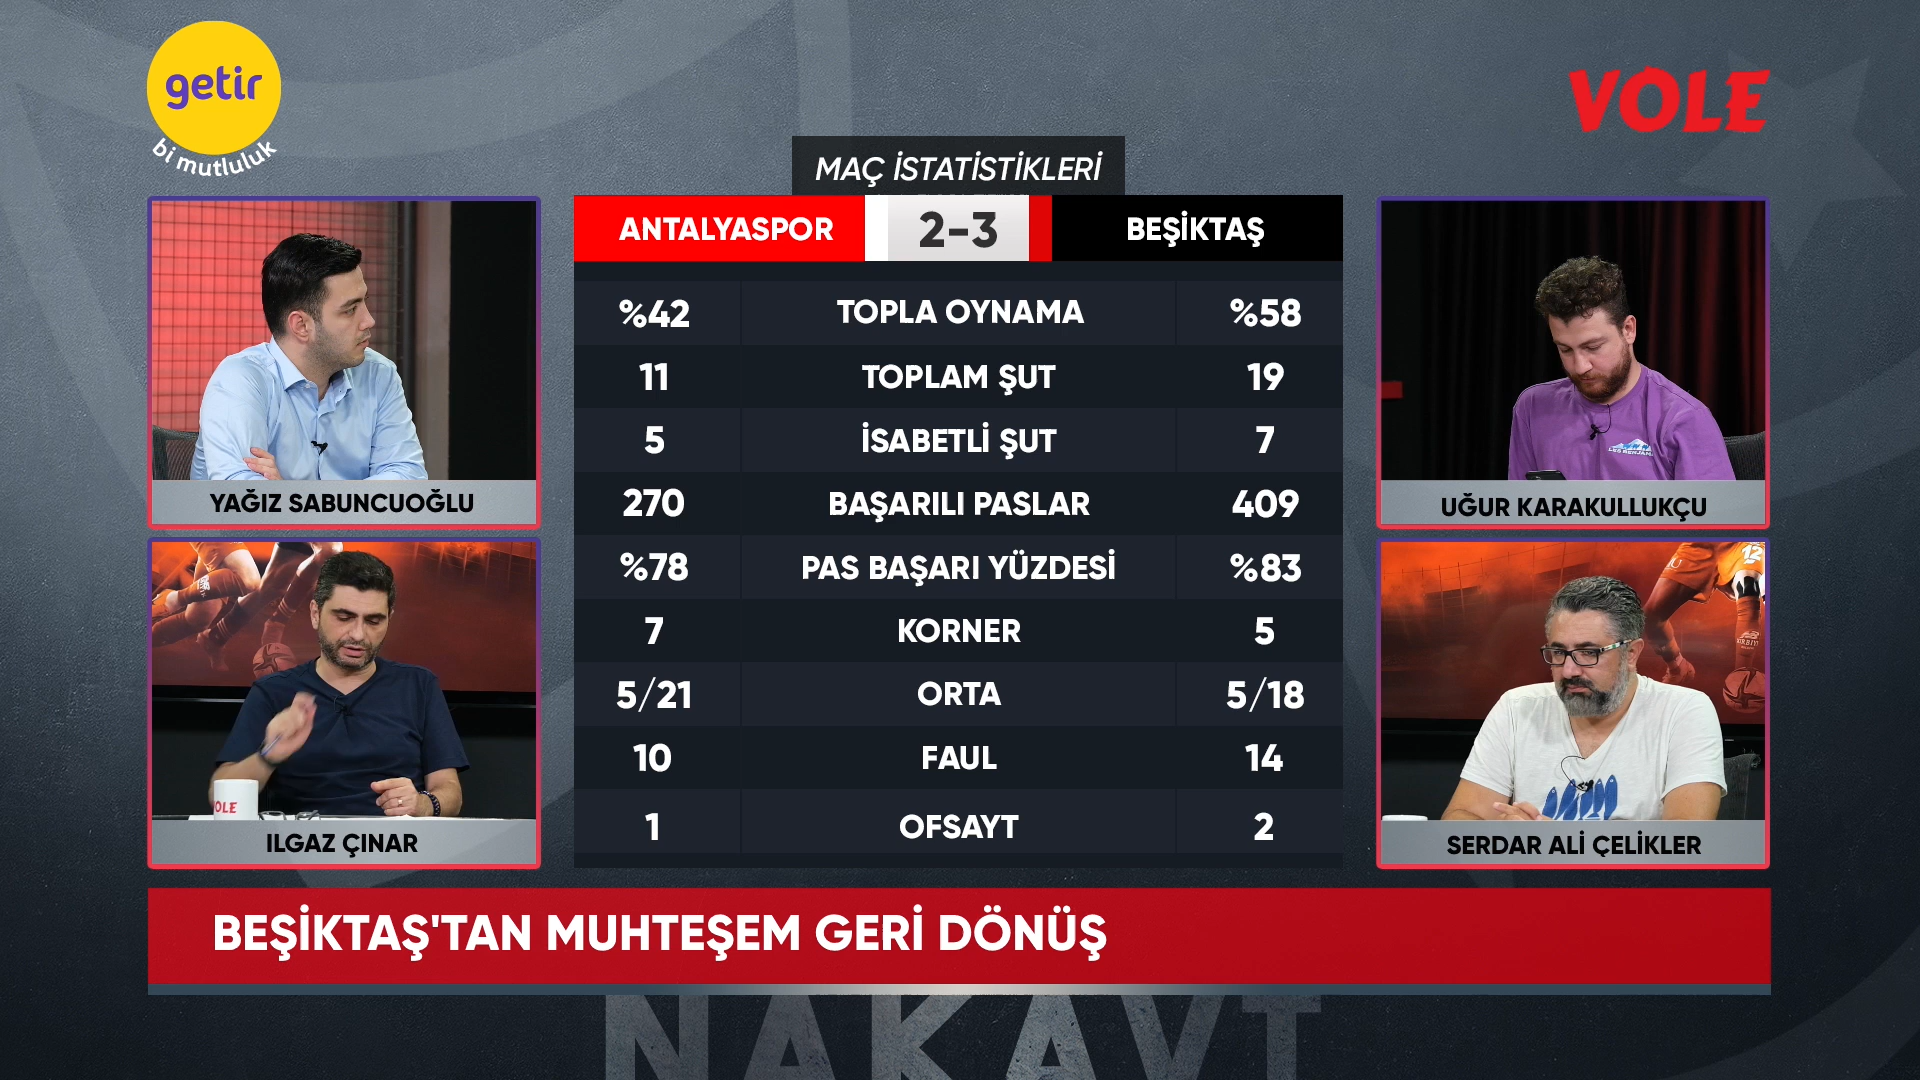 getir
bi mutluluk
VOLE
MAÇ İSTATİSTİKLERİ
ANTALYASPOR 2-3 BEŞİKTAŞ
%42 TOPLA OYNAMA %58
11 TOPLAM ŞUT 19
5 İSABETLİ ŞUT 7
270 BAŞARILI PASLAR 409
%78 PAS BAŞARI YÜZDESİ %83
7 KORNER 5
5/21 ORTA 5/18
10 FAUL 14
1 OFSAYT 2
YAĞIZ SABUNCUOĞLU
UĞUR KARAKULLUKÇU
12
VOLE
ILGAZ ÇINAR
SERDAR ALİ ÇELİKLER
BEŞİKTAŞ'TAN MUHTEŞEM GERİ DÖNÜŞ
NAKAVT